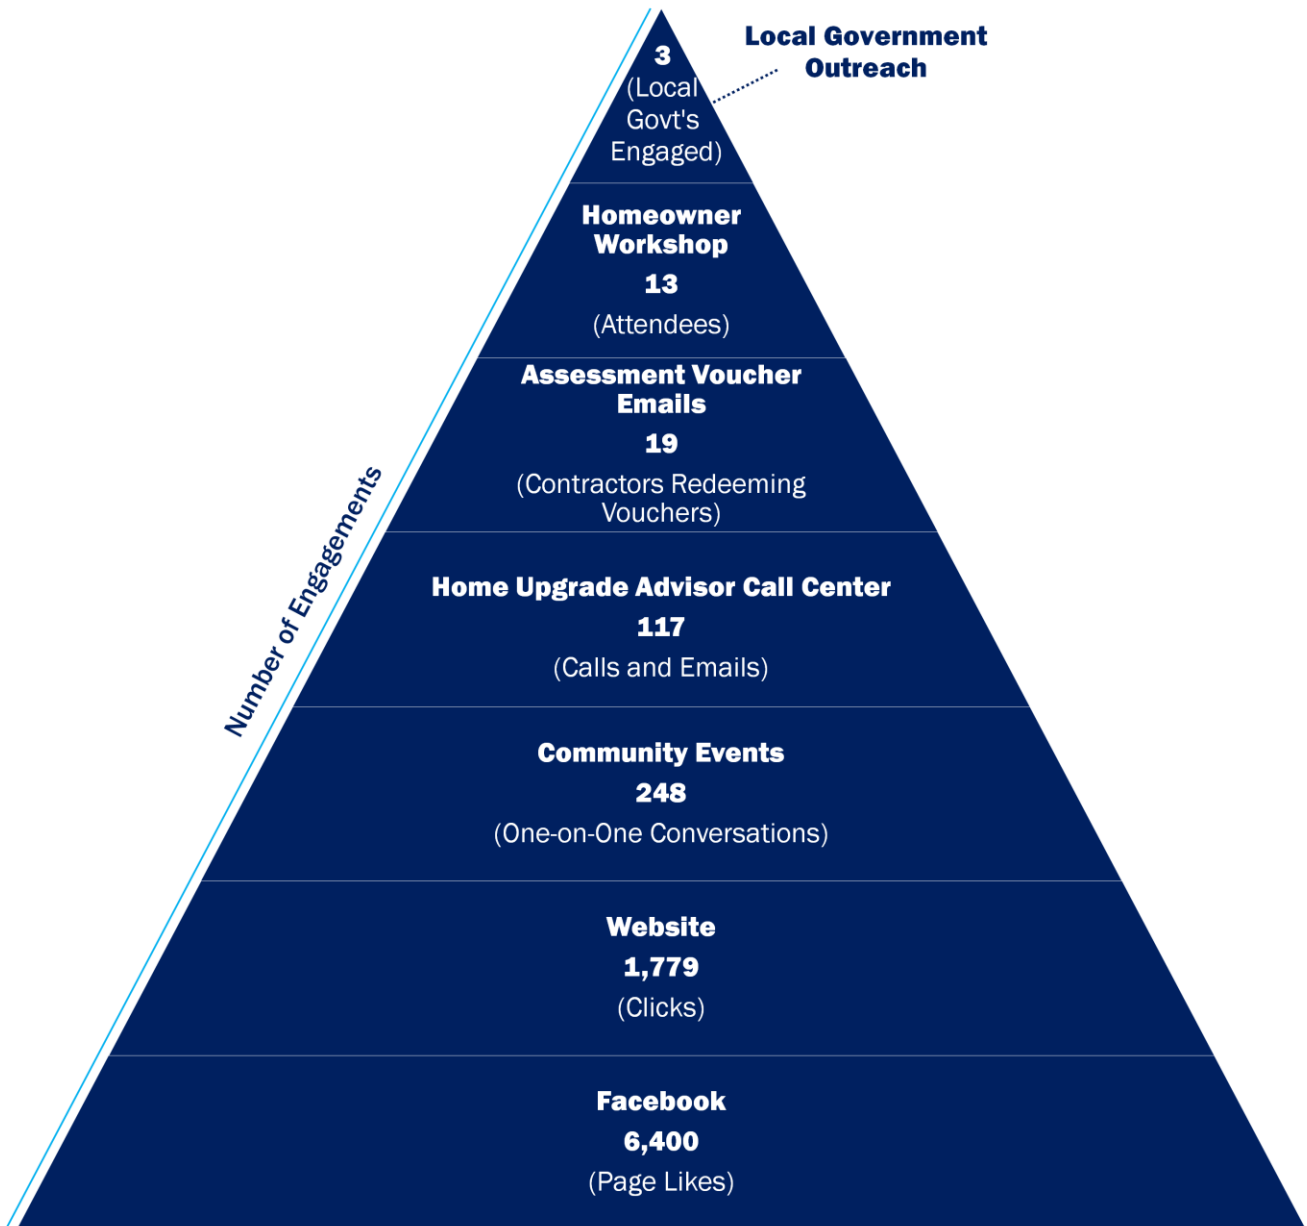 Local Government
Outreach
3
(Local
Govt's
Engaged)
Homeowner
Workshop
13
(Attendees)
Assessment Voucher
Emails
19
(Contractors Redeeming
Vouchers)
Number of Engagements
Home Upgrade Advisor Call Center
117
(Calls and Emails)
Community Events
248
(One-on-One Conversations)
Website
1,779
(Clicks)
Facebook
6,400
(Page Likes)